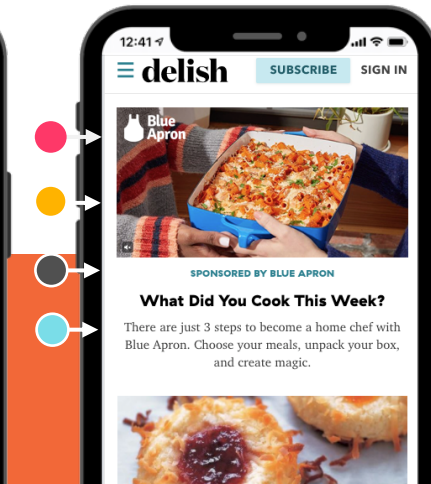 12:41
delish
SUBSCRIBE
SIGN IN
Blue
Apron
SPONSORED BY BLUE APRON
What Did You Cook This Week?
There are just 3 steps to become a home chef with
Blue Apron. Choose your meals, unpack your box,
and create magic.